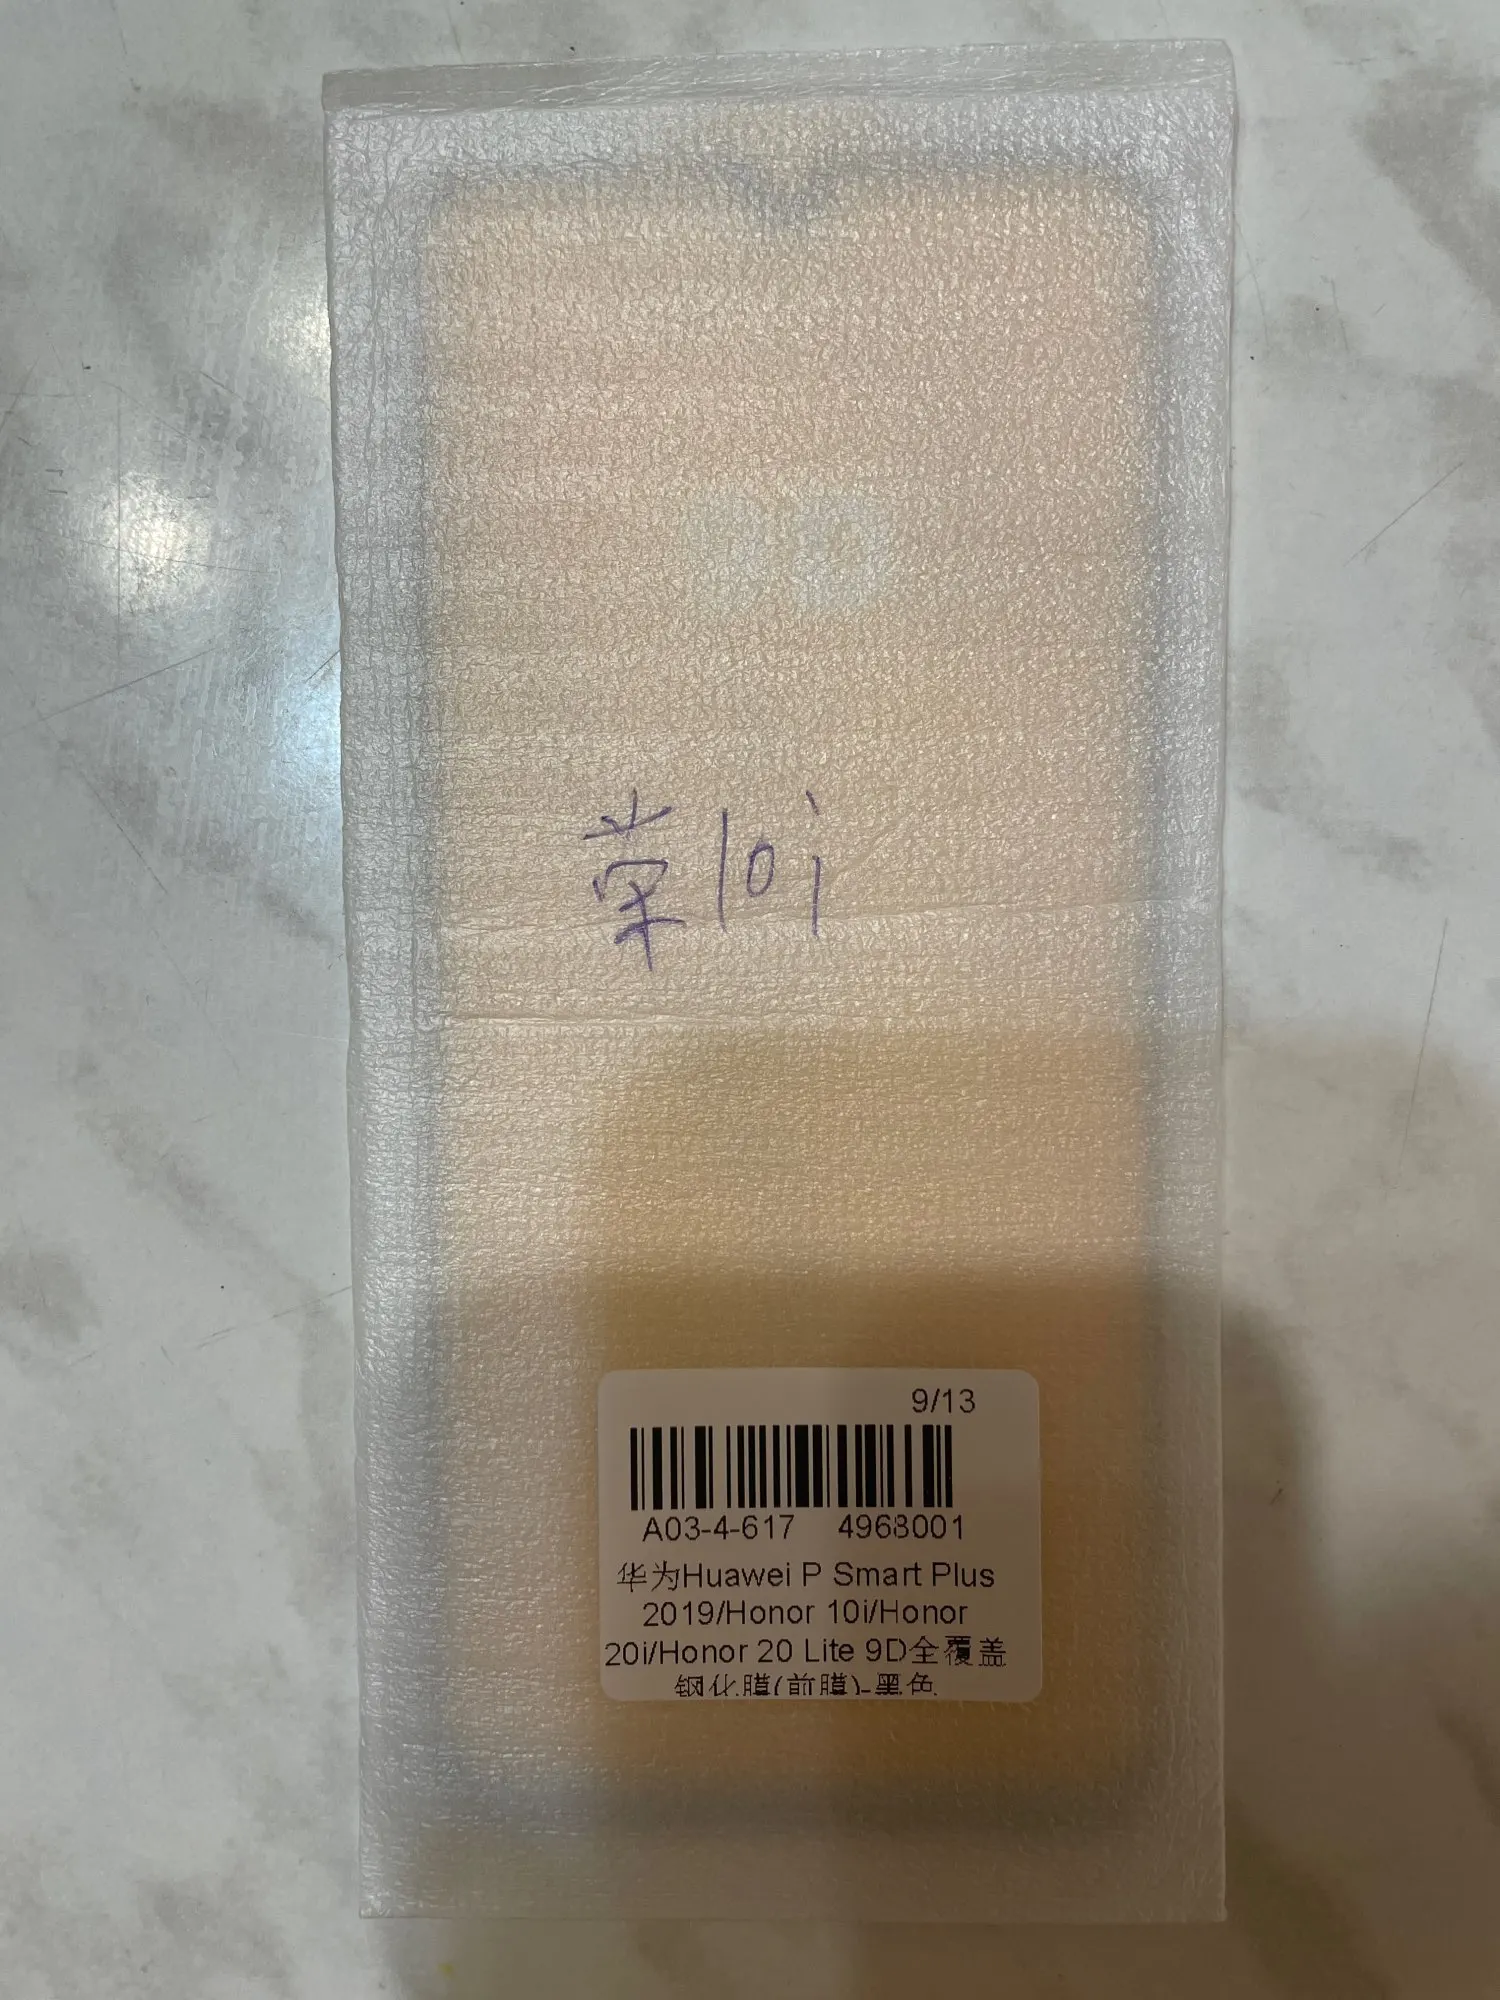 荣10i
9/13
A03-4-617 4968001
华为Huawei P Smart Plus
2019/Honor 10i/Honor
20i/Honor 20 Lite 9D全覆盖
钢化膜(前膜)-黑色